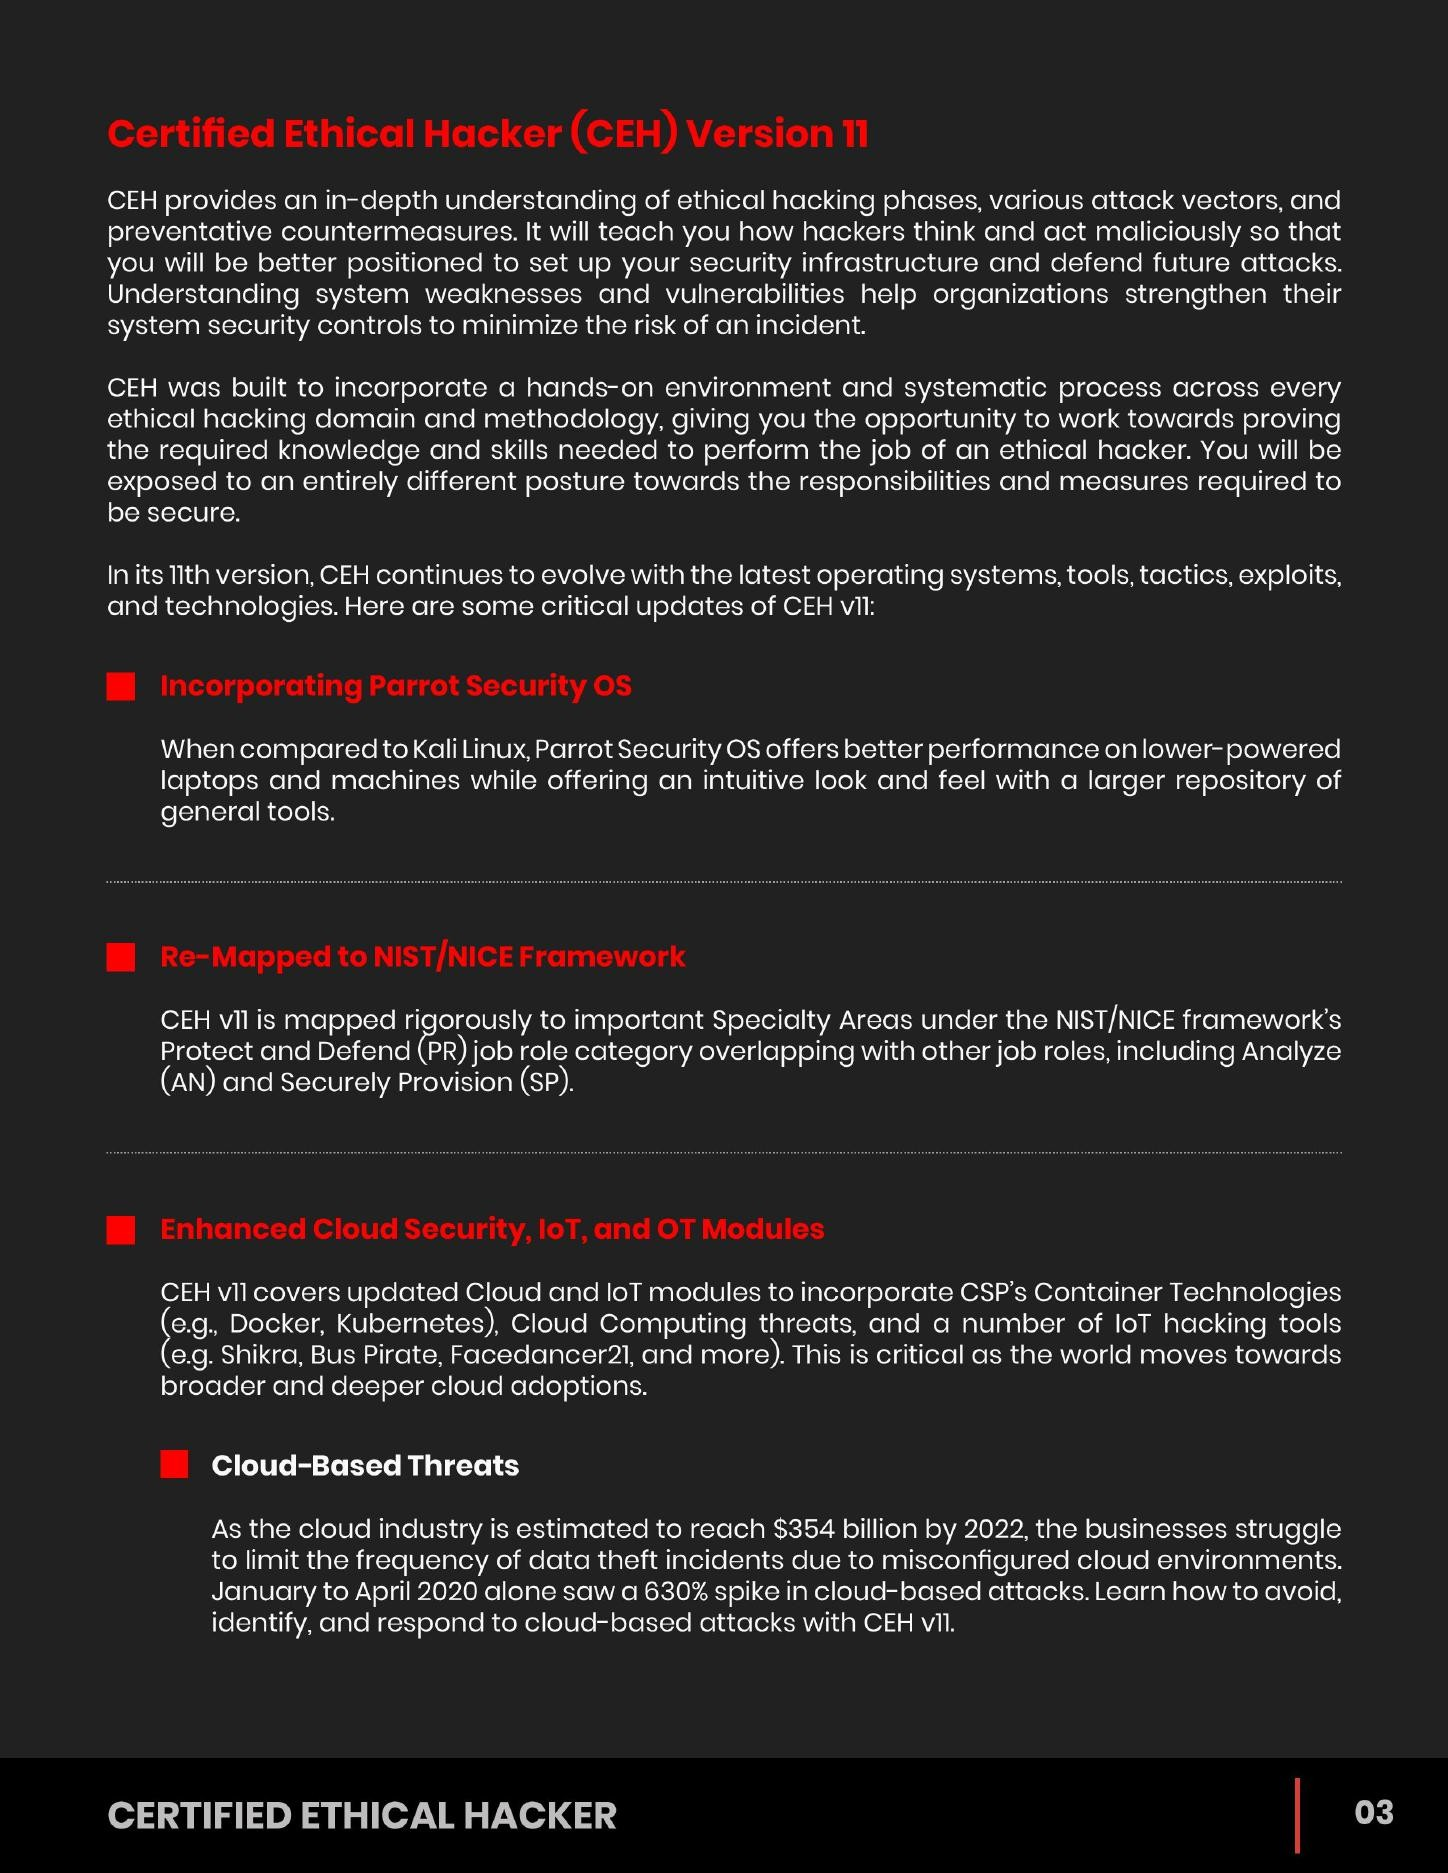 Certified Ethical Hacker (CEH) Version 11
CEH provides an in-depth understanding of ethical hacking phases, various attack vectors, and
preventative countermeasures. It will teach you how hackers think and act maliciously so that
you will be better positioned to set up your security infrastructure and defend future attacks.
Understanding system weaknesses and vulnerabilities help organizations strengthen their
system security controls to minimize the risk of an incident.
CEH was built to incorporate a hands-on environment and systematic process across every
ethical hacking domain and methodology, giving you the opportunity to work towards proving
the required knowledge and skills needed to perform the job of an ethical hacker. You will be
exposed to an entirely different posture towards the responsibilities and measures required to
be secure.
In its 11th version, CEH continues to evolve with the latest operating systems, tools, tactics, exploits,
and technologies. Here are some critical updates of CEH v11:
Incorporating Parrot Security OS
When compared to Kali Linux, Parrot Security OS offers better performance on lower-powered
laptops and machines while offering an intuitive look and feel with a larger repository of
general tools.
Re-Mapped to NIST/NICE Framework
CEH v11 is mapped rigorously to important Specialty Areas under the NIST/NICE framework's
Protect and Defend (PR) job role category overlapping with other job roles, including Analyze
(AN) and Securely Provision (SP).
Enhanced Cloud Security, IoT, and OT Modules
CEH v11 covers updated Cloud and IoT modules to incorporate CSP's Container Technologies
(e.g., Docker, Kubernetes), Cloud Computing threats, and a number of IoT hacking tools
(e.g. Shikra, Bus Pirate, Facedancer21, and more). This is critical as the world moves towards
broader and deeper cloud adoptions.
Cloud-Based Threats
As the cloud industry is estimated to reach $354 billion by 2022, the businesses struggle
to limit the frequency of data theft incidents due to misconfigured cloud environments.
January to April 2020 alone saw a 630% spike in cloud-based attacks. Learn how to avoid,
identify, and respond to cloud-based attacks with CEH v11.
CERTIFIED ETHICAL HACKER
03